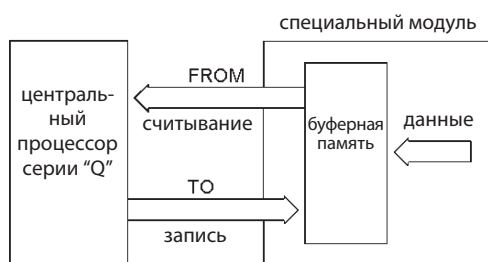 специальный модуль
FROM
считывание
централь-
ный
процессор
серии “Q”
буферная
память
данные
TO
запись